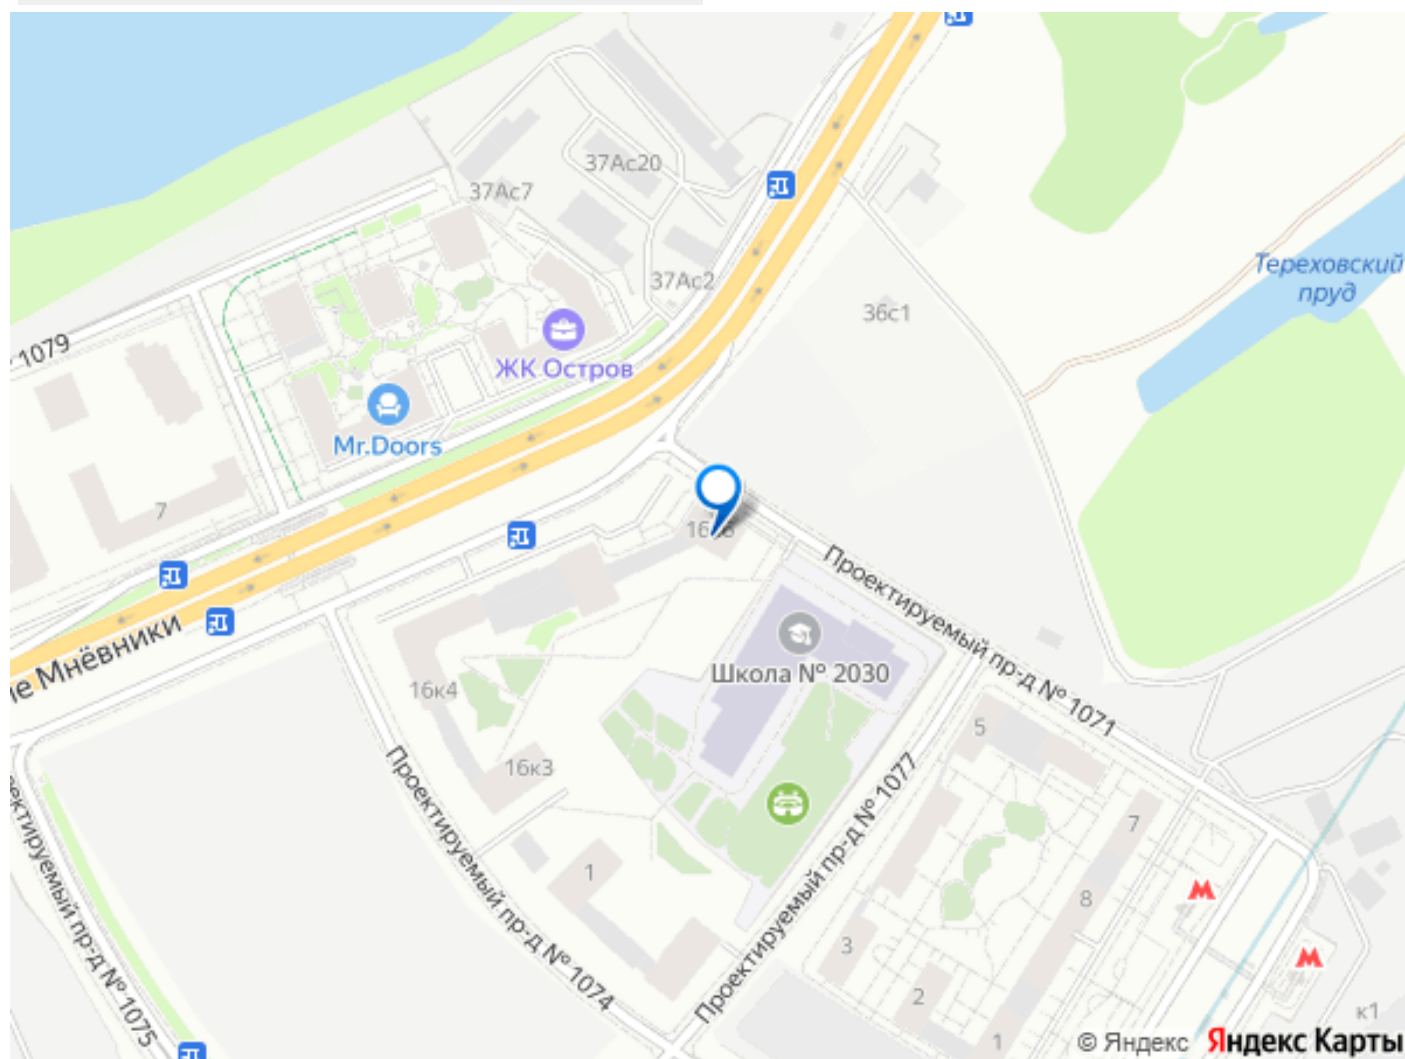 37Ас20
37Ас7
37Ас2
Тереховский
пруд
36с1
1079
ЖК Остров
Mr.Doors
7
Проектируемый пр-д № 1071
Мнёвники
Школа № 2030
16к4
5
16к3
Проектируемый пр-д № 1077
Проектируемый пр-д № 1074
7
1
8
3
2
пр-д № 1075
к1
1
© Яндекс Яндекс Карты